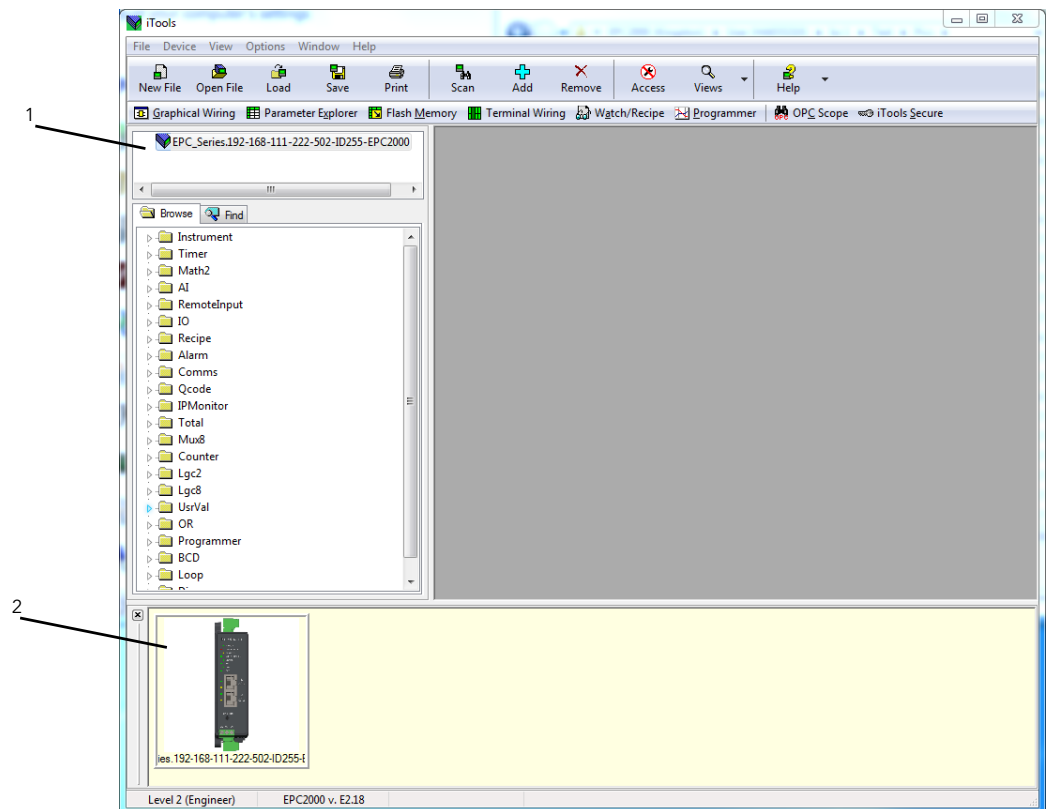 iTools
File Device View Options Window Help
New File Open File Load Save Print Scan Add Remove Access Views Help
Graphical Wiring Parameter Explorer Flash Memory Terminal Wiring Watch/Recipe Programmer OPC Scope iTools Secure
1
EPC_Series.192-168-111-222-502-ID255-EPC2000
Browse Find
Instrument
Timer
Math2
AI
RemoteInput
IO
Recipe
Alarm
Comms
Qcode
IPMonitor
Total
Mux8
Counter
Lgc2
Lgc8
UsrVal
OR
Programmer
BCD
Loop
2
ies.192-168-111-222-502-ID255-E
Level 2 (Engineer) EPC2000 v. E2.18